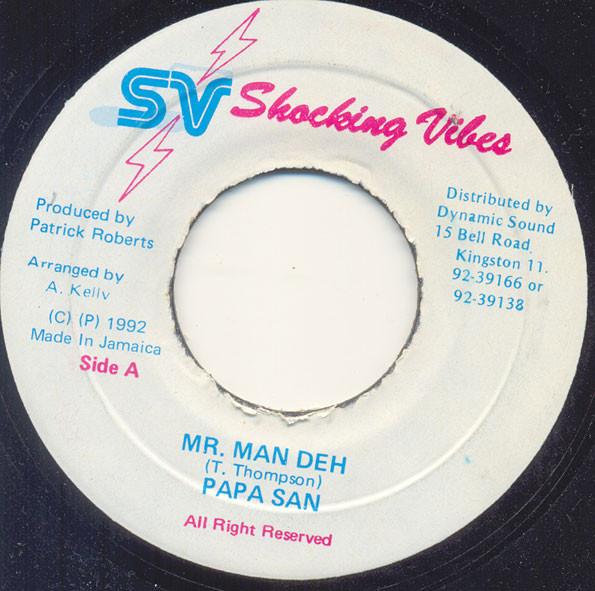 SV Shocking Vibes
Produced by
Patrick Roberts
Arranged by
A. Kelly
(C) (P) 1992
Made In Jamaica
Side A
Distributed by
Dynamic Sound
15 Bell Road,
Kingston 11.
92-39166 or
92-39138
MR. MAN DEH
(T. Thompson)
PAPA SAN
All Right Reserved